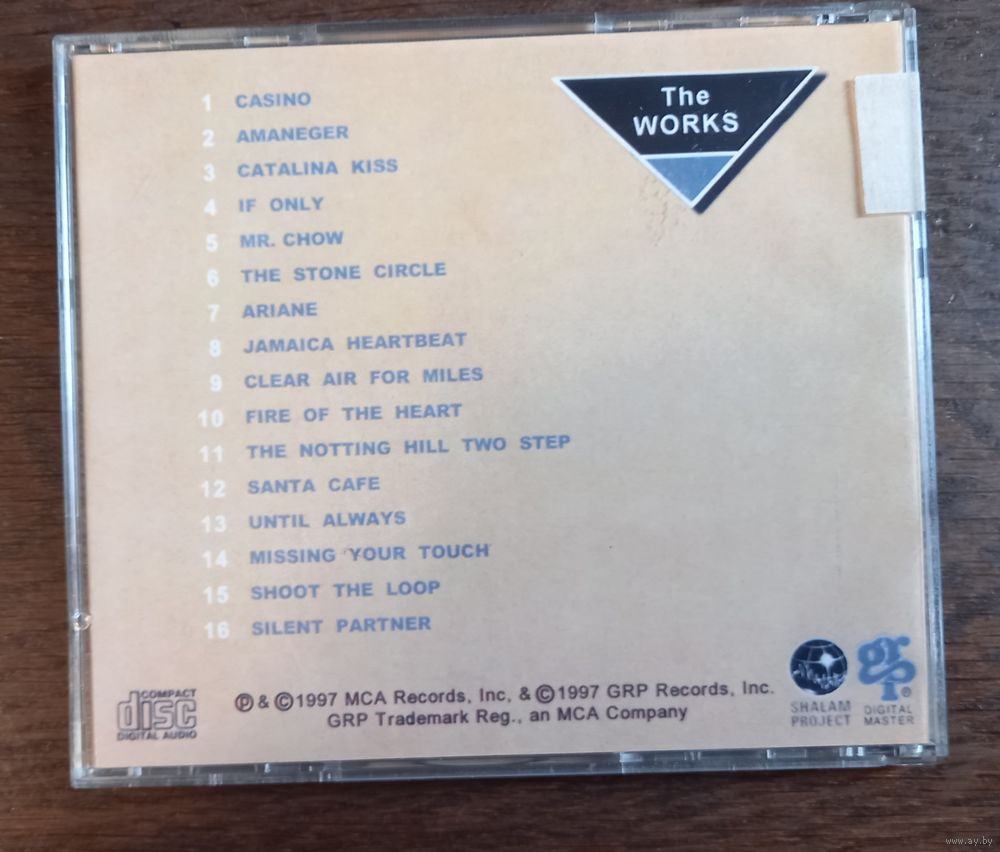 The
WORKS
1 CASINO
2 AMANEGER
3 CATALINA KISS
4 IF ONLY
5 MR. CHOW
6 THE STONE CIRCLE
7 ARIANE
8 JAMAICA HEARTBEAT
9 CLEAR AIR FOR MILES
10 FIRE OF THE HEART
11 THE NOTTING HILL TWO STEP
12 SANTA CAFE
13 UNTIL ALWAYS
14 MISSING YOUR TOUCH
15 SHOOT THE LOOP
16 SILENT PARTNER
COMPACT
disc
DIGITAL AUDIO
℗ & ©1997 MCA Records, Inc, & ©1997 GRP Records, Inc.
GRP Trademark Reg., an MCA Company
SHALAM
PROJECT
grp®
DIGITAL
MASTER
www.ay.by